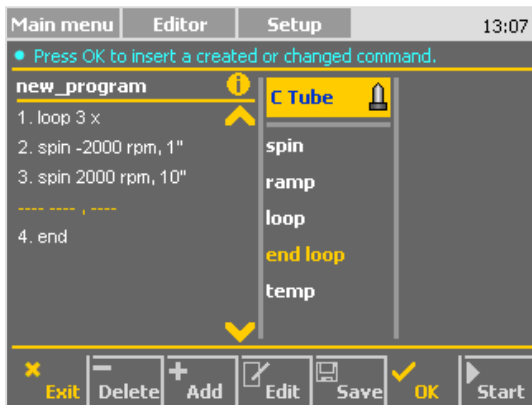 Main menu Editor Setup 13:07
• Press OK to insert a created or changed command.
new_program i
1. loop 3 x
2. spin -2000 rpm, 1"
3. spin 2000 rpm, 10"
---- ---- , ----
4. end
C Tube
spin
ramp
loop
end loop
temp
Exit Delete Add Edit Save OK Start